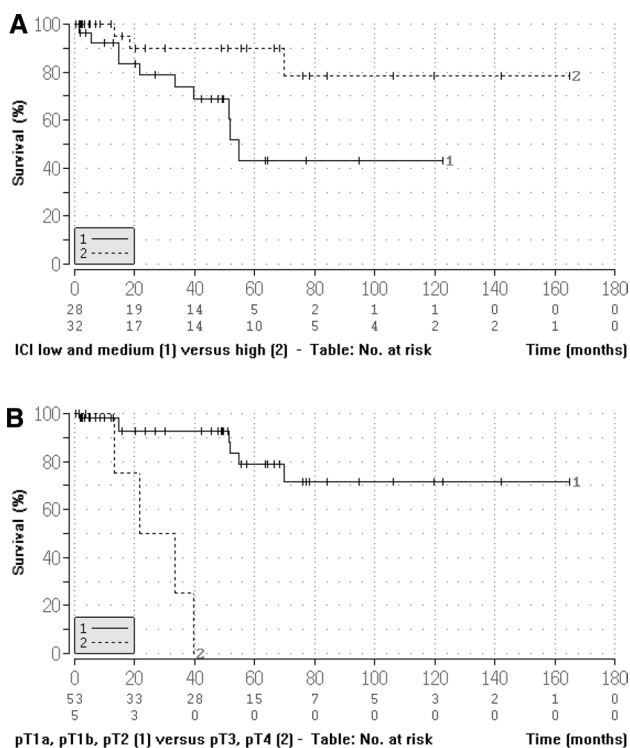 A
Survival (%)
100
80
60
40
20
0
1
2
2
1
0 20 40 60 80 100 120 140 160 180
28 19 14 5 2 1 1 0 0 0
32 17 14 10 5 4 2 2 1 0
ICI low and medium (1) versus high (2) - Table: No. at risk Time (months)
B
Survival (%)
100
80
60
40
20
0
1
2
1
2
0 20 40 60 80 100 120 140 160 180
53 33 28 15 7 5 3 2 1 0
5 3 0 0 0 0 0 0 0 0
pT1a, pT1b, pT2 (1) versus pT3, pT4 (2) - Table: No. at risk Time (months)